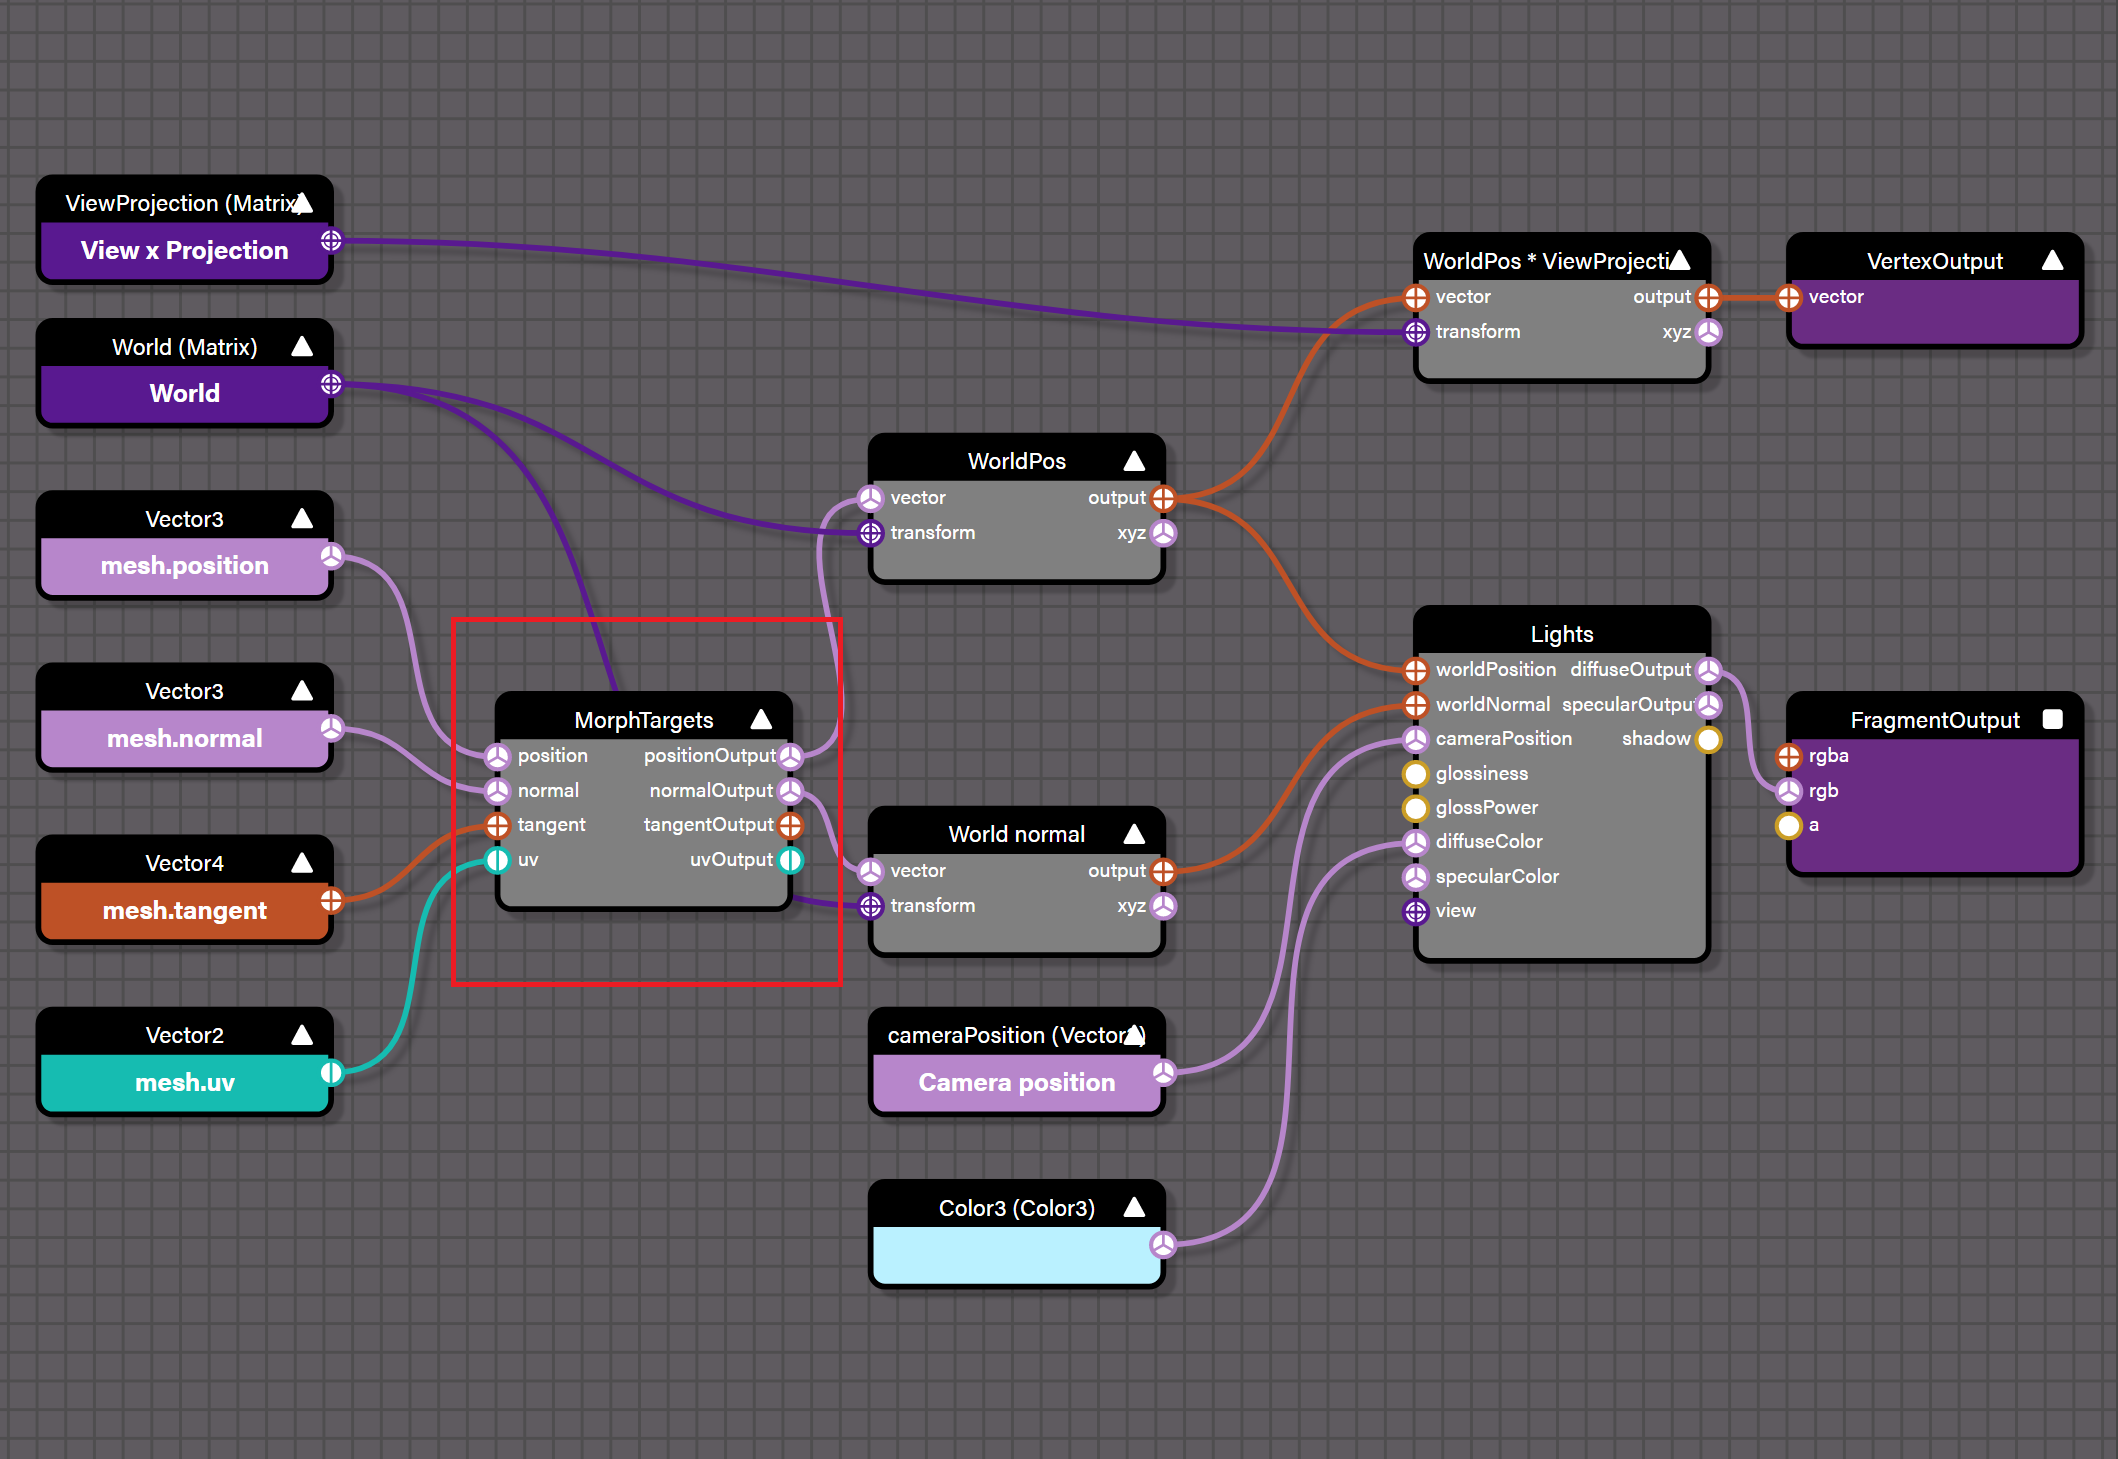 ViewProjection (Matrix)
View x Projection
World (Matrix)
World
Vector3
mesh.position
Vector3
mesh.normal
Vector4
mesh.tangent
Vector2
mesh.uv
MorphTargets
position positionOutput
normal normalOutput
tangent tangentOutput
uv uvOutput
WorldPos
vector output
transform xyz
World normal
vector output
transform xyz
cameraPosition (Vector3)
Camera position
Color3 (Color3)
WorldPos * ViewProjecti
vector output
transform xyz
Lights
worldPosition diffuseOutput
worldNormal specularOutput
cameraPosition shadow
glossiness
glossPower
diffuseColor
specularColor
view
VertexOutput
vector
FragmentOutput
rgba
rgb
a